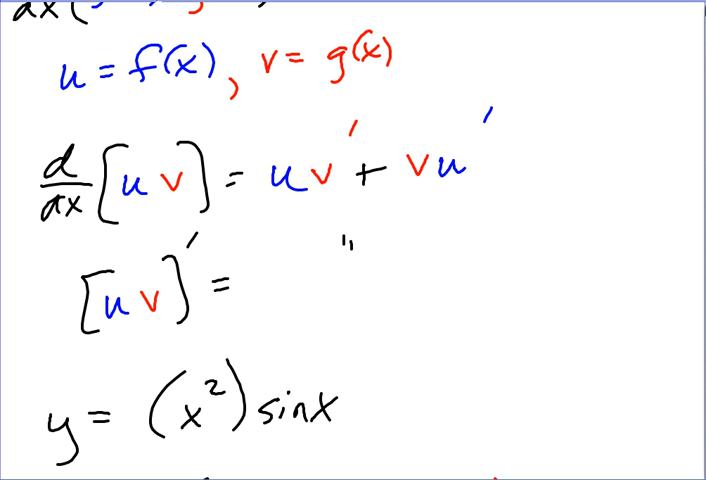 u = f(x), v = g(x)
d/dx [u v] = u v' + v u'
[u v]' = "
y = (x²) sin x